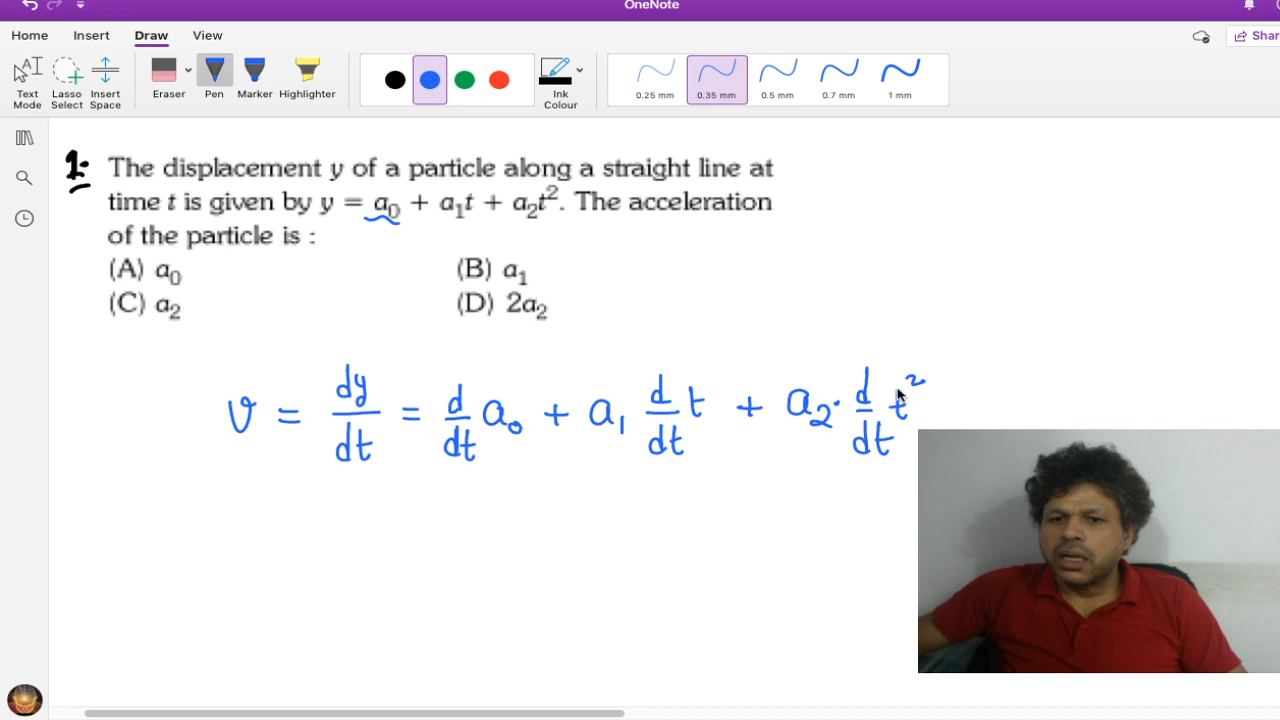 OneNote
Home Insert Draw View
Shar
Text Mode
Lasso Select
Insert Space
Eraser
Pen
Marker
Highlighter
Ink Colour
0.25 mm
0.35 mm
0.5 mm
0.7 mm
1 mm
1. The displacement y of a particle along a straight line at
time t is given by y = a₀ + a₁t + a₂t². The acceleration
of the particle is :
(A) a₀ (B) a₁
(C) a₂ (D) 2a₂
v = dy/dt = d/dt a₀ + a₁ d/dt t + a₂ · d/dt t²